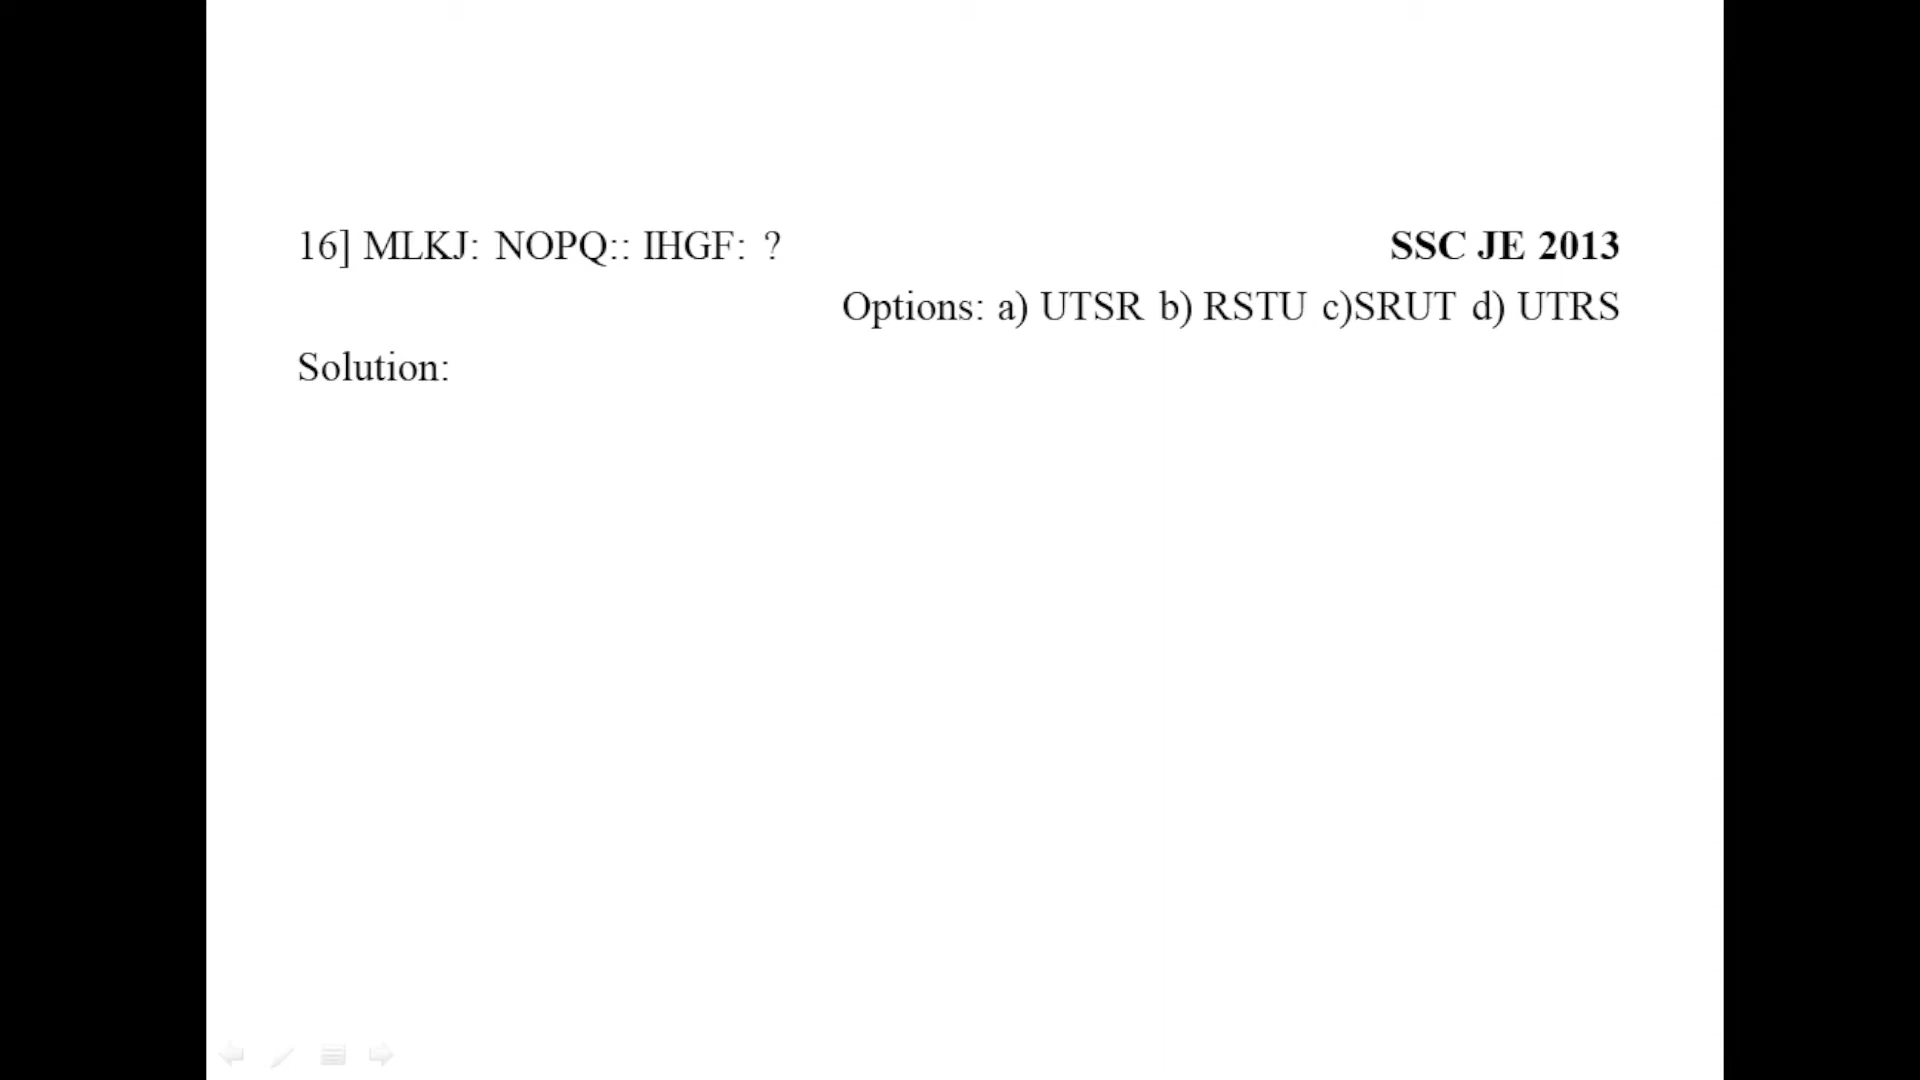 16] MLKJ: NOPQ:: IHGF: ? SSC JE 2013
Options: a) UTSR b) RSTU c)SRUT d) UTRS
Solution: